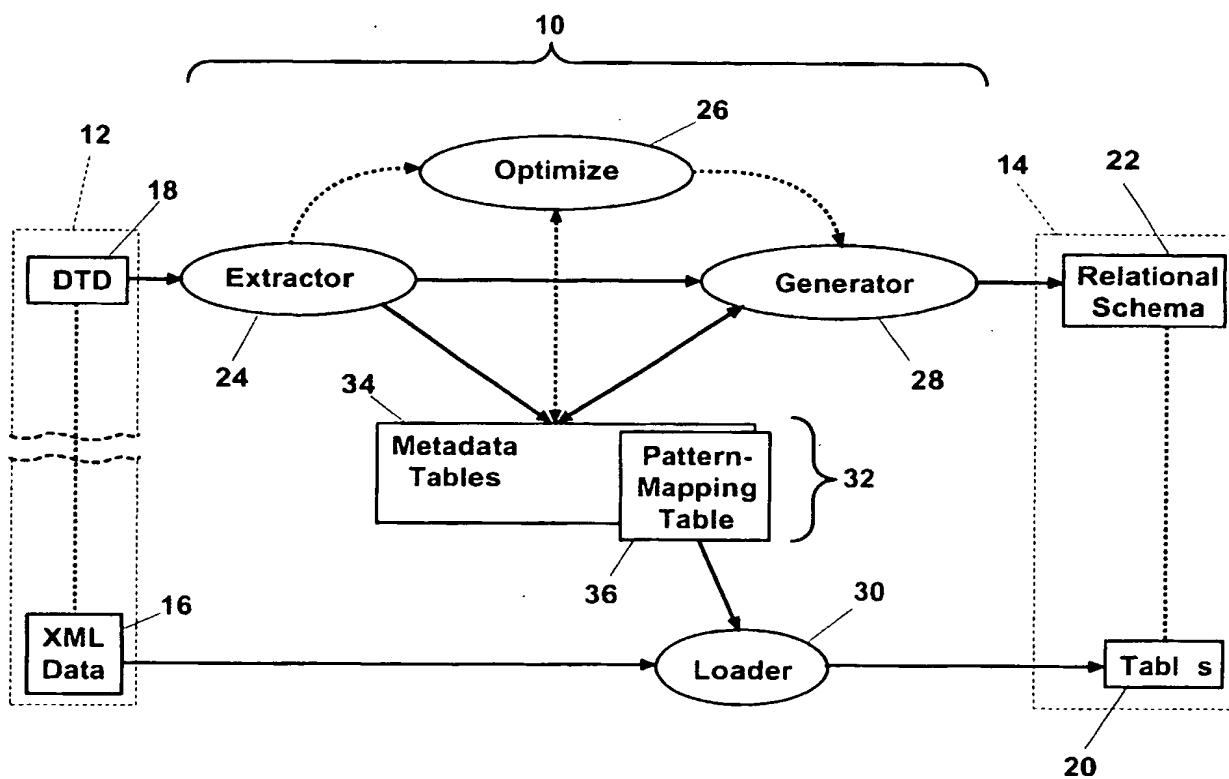 10
26
12
22
Optimize
14
18
DTD
Extractor
Generator
Relational
Schema
24
28
34
Metadata
Tables
Pattern-
Mapping
Table
32
36
30
16
XML
Data
Loader
Tabl s
20